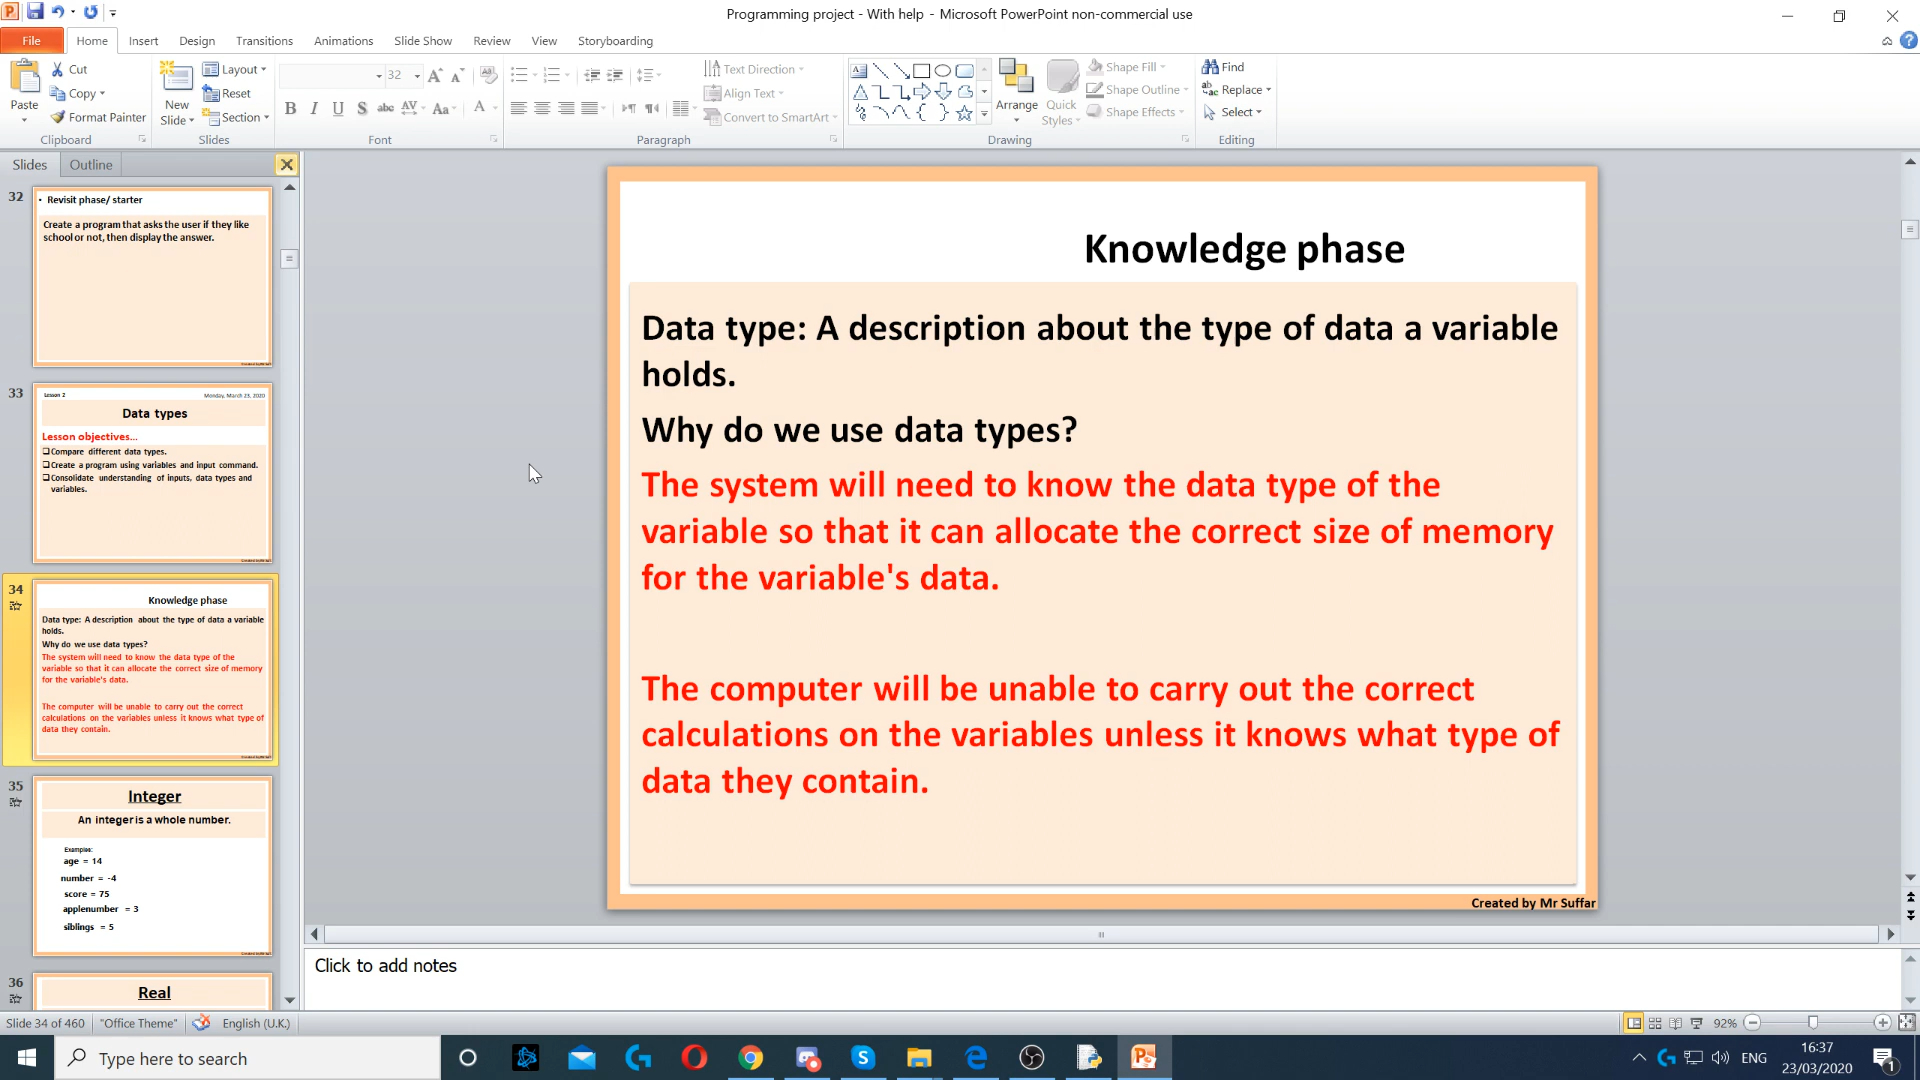 Programming project - With help - Microsoft PowerPoint non-commercial use
File Home Insert Design Transitions Animations Slide Show Review View Storyboarding
Paste
Cut
Copy
Format Painter
Clipboard
New
Slide
Layout
Reset
Section
Slides
32
Font
Text Direction
Align Text
Convert to SmartArt
Paragraph
Arrange
Quick
Styles
Shape Fill
Shape Outline
Shape Effects
Drawing
Find
Replace
Select
Editing
Slides Outline
32
• Revisit phase/ starter
Create a program that asks the user if they like
school or not, then display the answer.
33
Lesson 2 Monday, March 23, 2020
Data types
Lesson objectives...
Compare different data types.
Create a program using variables and input command.
Consolidate understanding of inputs, data types and
variables.
34
Knowledge phase
Data type: A description about the type of data a variable
holds.
Why do we use data types?
The system will need to know the data type of the
variable so that it can allocate the correct size of memory
for the variable's data.
The computer will be unable to carry out the correct
calculations on the variables unless it knows what type of
data they contain.
35
Integer
An integer is a whole number.
Examples:
age = 14
number = -4
score = 75
applenumber = 3
siblings = 5
36
Real
Knowledge phase
Data type: A description about the type of data a variable
holds.
Why do we use data types?
The system will need to know the data type of the
variable so that it can allocate the correct size of memory
for the variable's data.
The computer will be unable to carry out the correct
calculations on the variables unless it knows what type of
data they contain.
Created by Mr Suffar
Click to add notes
Slide 34 of 460 "Office Theme" English (U.K.) 92%
Type here to search
ENG
16:37
23/03/2020